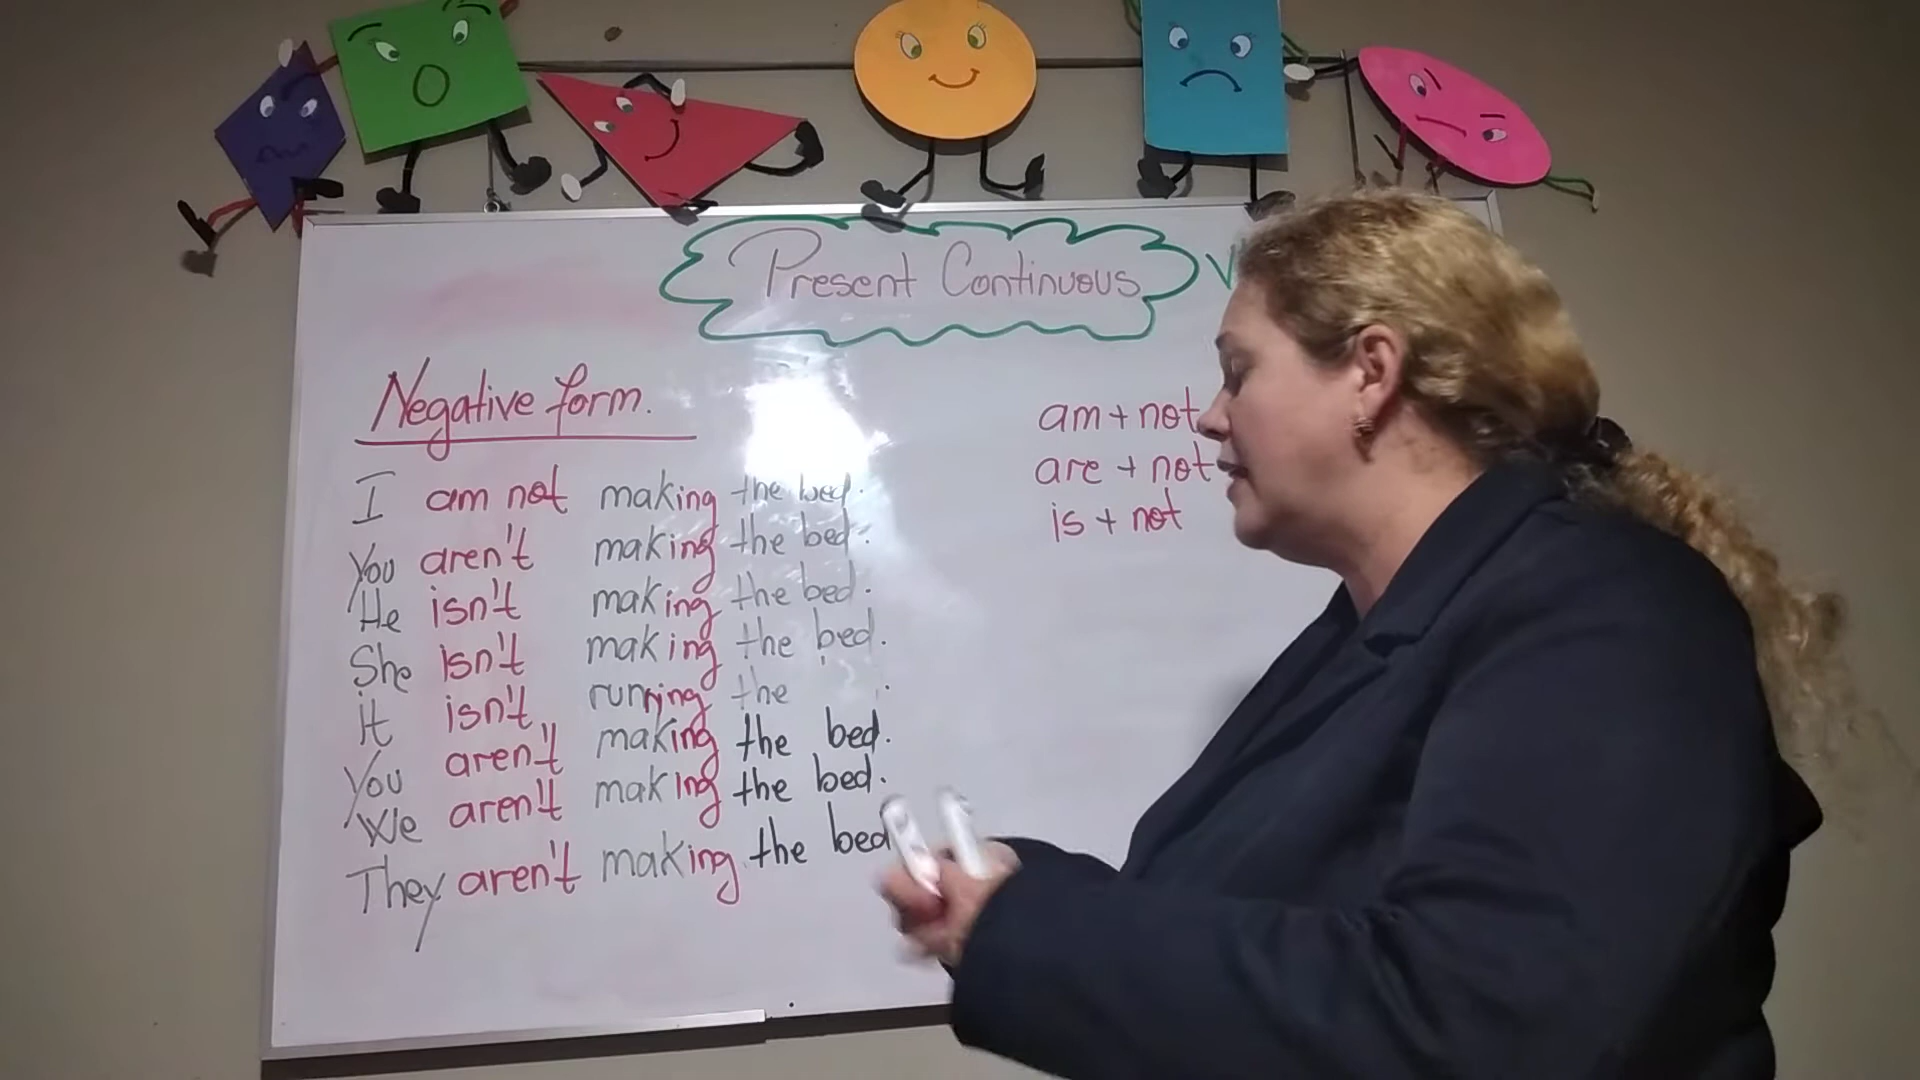 Present Continuous
Negative form.
I am not making the bed.
You aren't making the bed.
He isn't making the bed.
She isn't making the bed.
it isn't running the .
You aren't making the bed.
We aren't making the bed.
They aren't making the bed
am + not
are + not
is + not